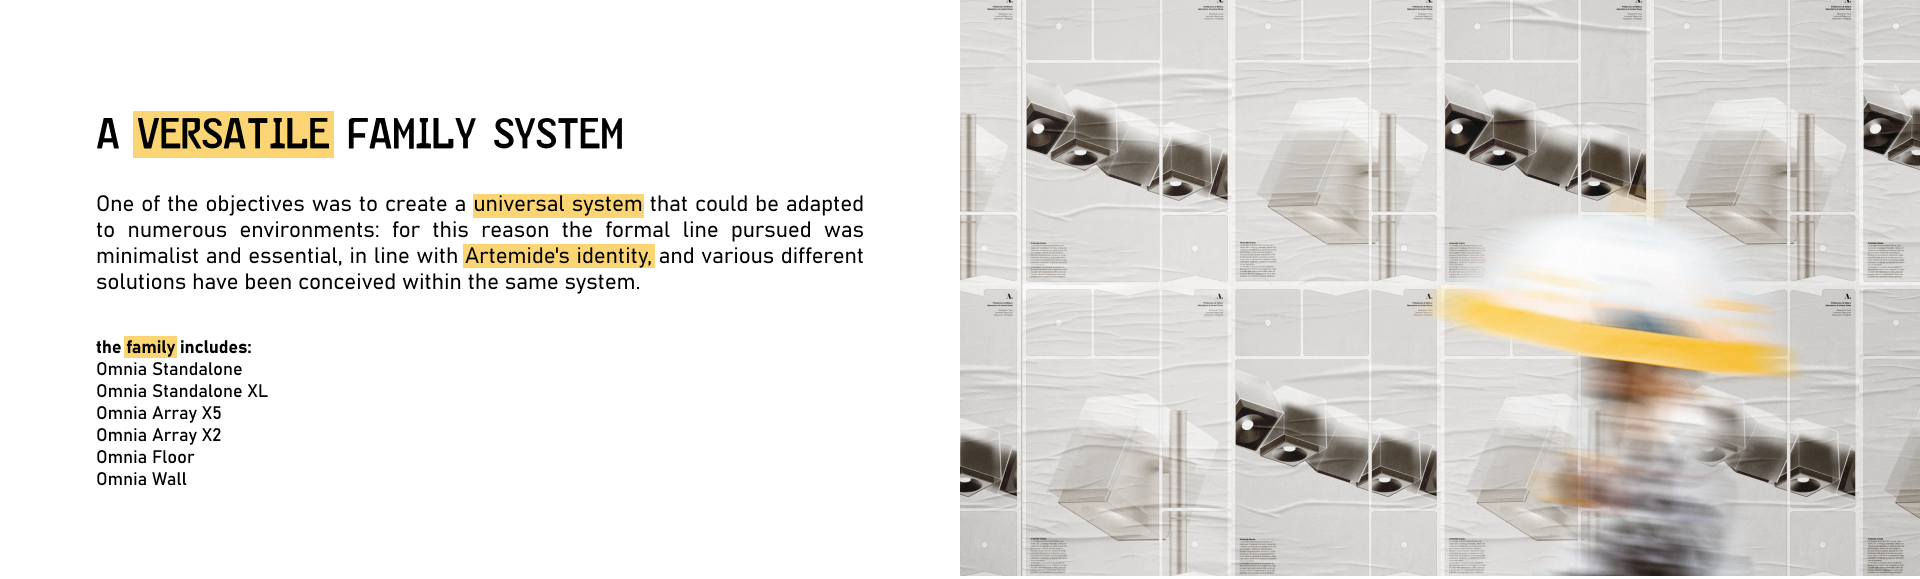 A VERSATILE FAMILY SYSTEM
One of the objectives was to create a universal system that could be adapted
to numerous environments: for this reason the formal line pursued was
minimalist and essential, in line with Artemide's identity, and various different
solutions have been conceived within the same system.
the family includes:
Omnia Standalone
Omnia Standalone XL
Omnia Array X5
Omnia Array X2
Omnia Floor
Omnia Wall